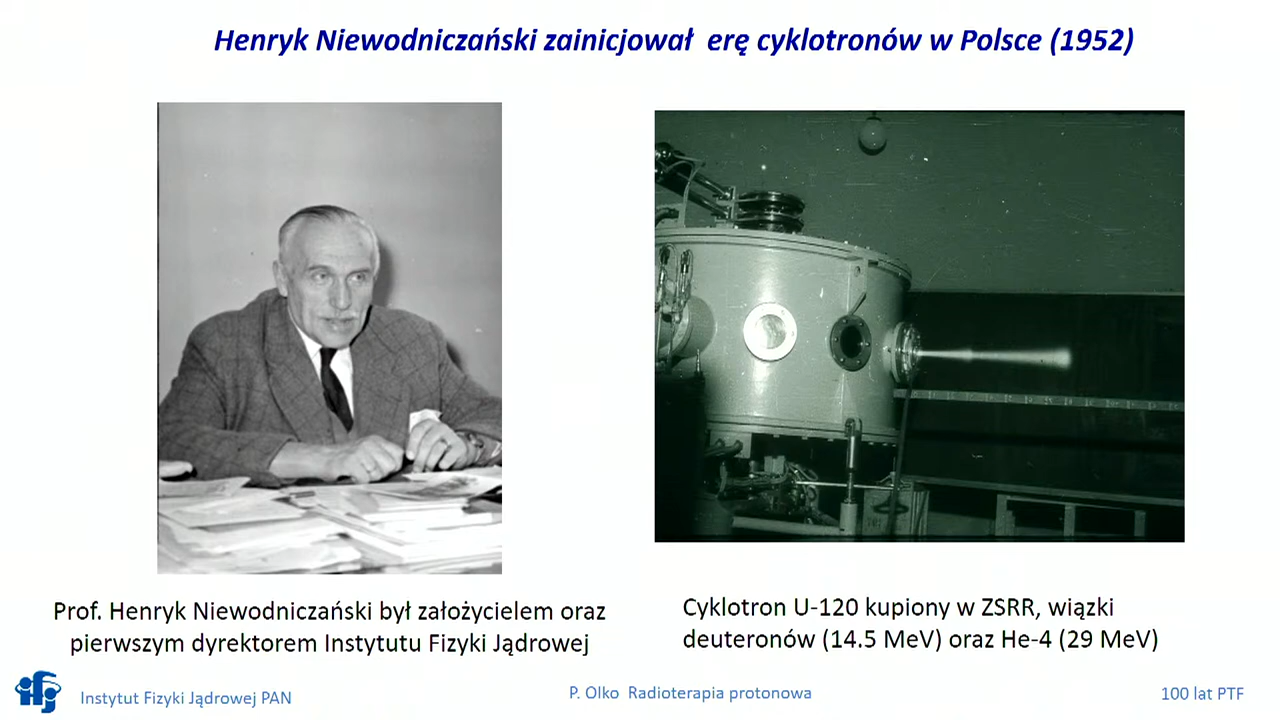 Henryk Niewodniczański zainicjował erę cyklotronów w Polsce (1952)
Prof. Henryk Niewodniczański był założycielem oraz
pierwszym dyrektorem Instytutu Fizyki Jądrowej
Cyklotron U-120 kupiony w ZSRR, wiązki
deuteronów (14.5 MeV) oraz He-4 (29 MeV)
ifj
Instytut Fizyki Jądrowej PAN
P. Olko Radioterapia protonowa
100 lat PTF